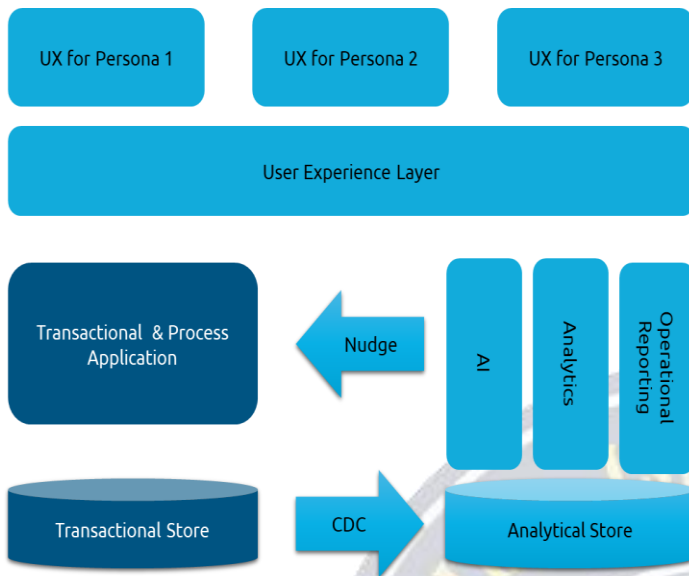 UX for Persona 1
UX for Persona 2
UX for Persona 3
User Experience Layer
Transactional & Process
Application
Nudge
AI
Analytics
Operational
Reporting
Transactional Store
CDC
Analytical Store